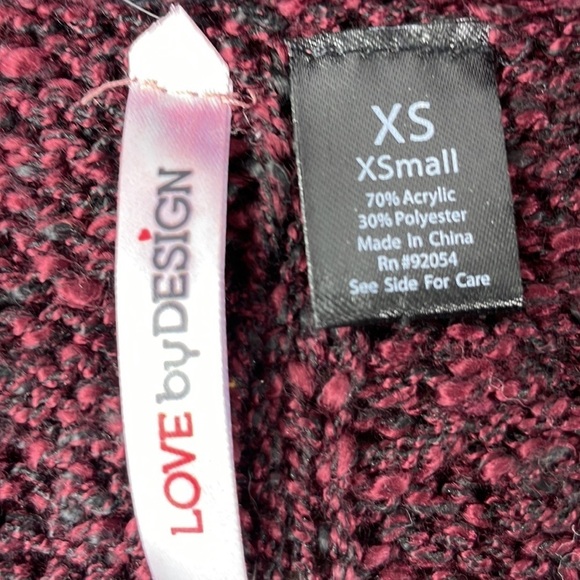 LOVE by DESIGN
XS
XSmall
70% Acrylic
30% Polyester
Made In China
Rn #92054
See Side For Care